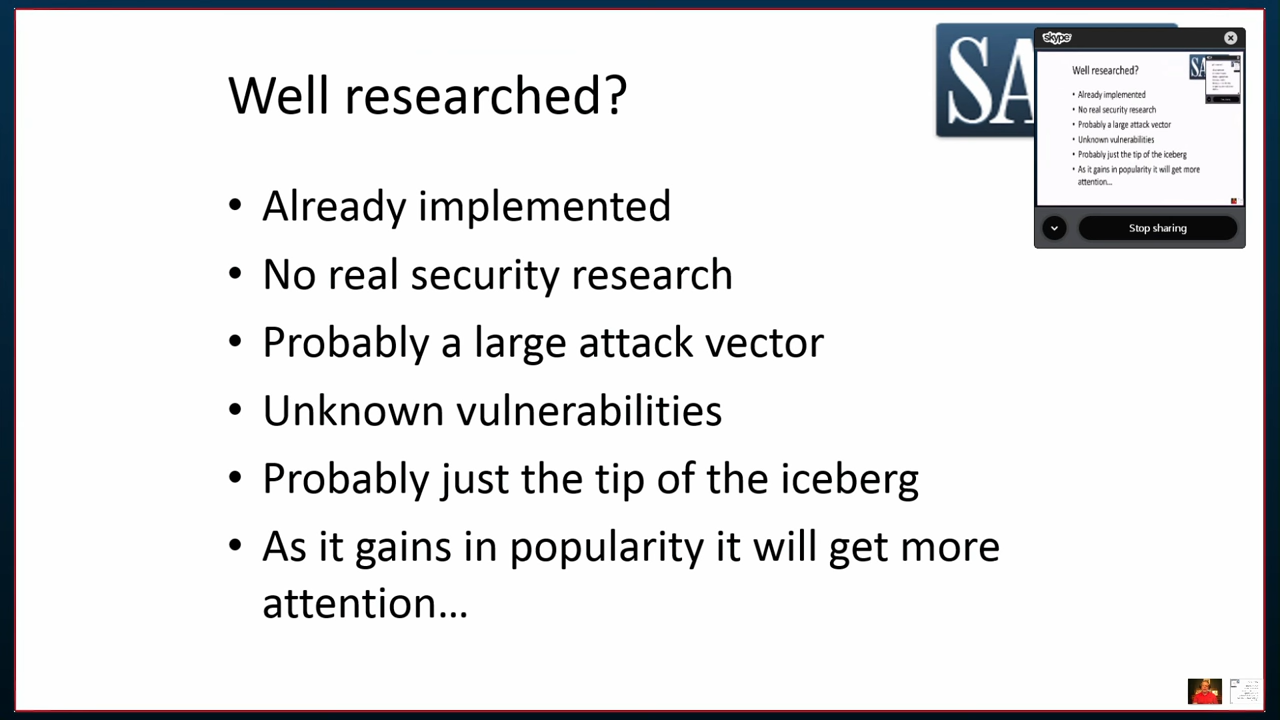 Well researched?
SA
• Already implemented
• No real security research
• Probably a large attack vector
• Unknown vulnerabilities
• Probably just the tip of the iceberg
• As it gains in popularity it will get more
attention…
skype
Well researched?
SA
• Already implemented
• No real security research
• Probably a large attack vector
• Unknown vulnerabilities
• Probably just the tip of the iceberg
• As it gains in popularity it will get more
attention…
Stop sharing